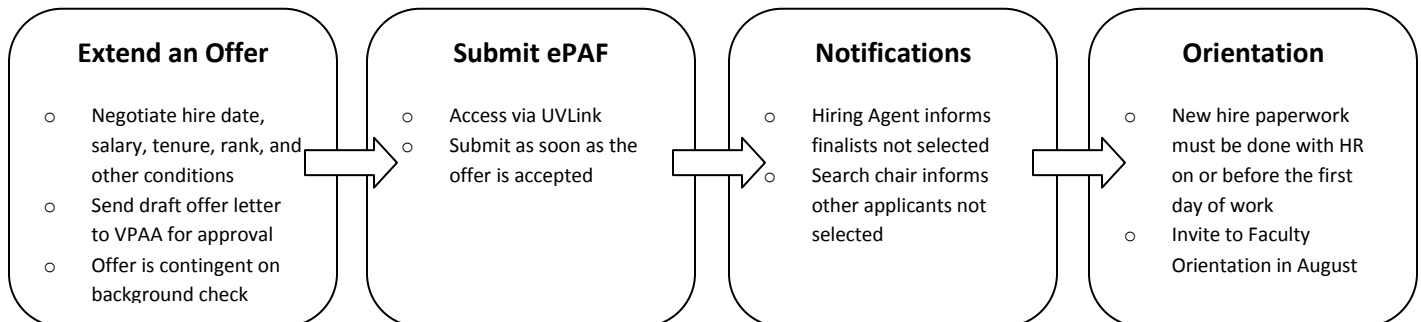 Extend an Offer
o Negotiate hire date,
salary, tenure, rank, and
other conditions
o Send draft offer letter
to VPAA for approval
o Offer is contingent on
background check
Submit ePAF
o Access via UVLink
o Submit as soon as the
offer is accepted
Notifications
o Hiring Agent informs
finalists not selected
o Search chair informs
other applicants not
selected
Orientation
o New hire paperwork
must be done with HR
on or before the first
day of work
o Invite to Faculty
Orientation in August